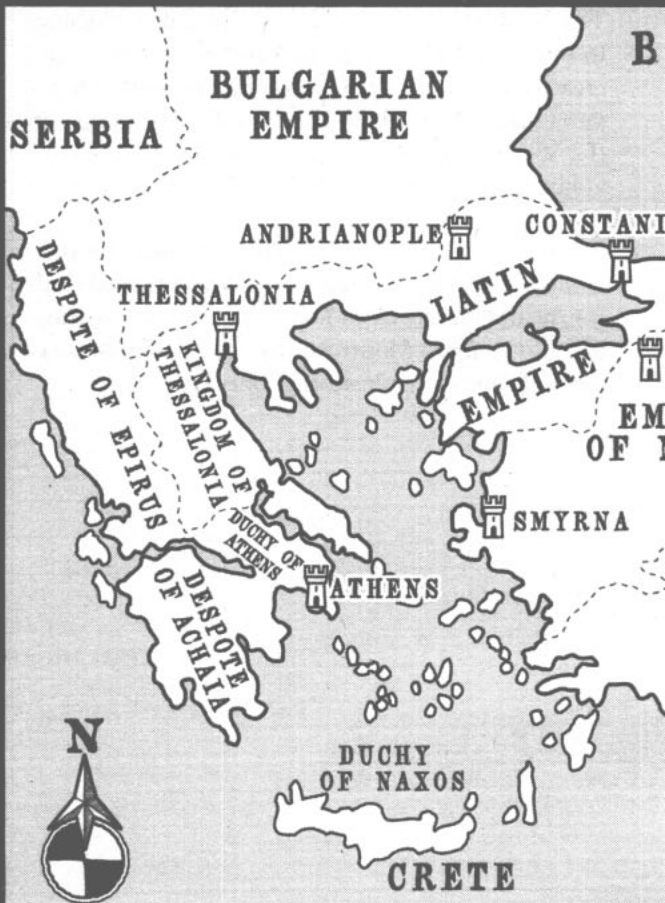 B
BULGARIAN
EMPIRE
SERBIA
ANDRIANOPLE
CONSTANI
LATIN
EMPIRE
THESSALONIA
DESPOTE OF EPIRUS
KINGDOM OF
THESSALONIA
EM
OF
SMYRNA
DUCHY OF
ATHENS
ATHENS
DESPOTE
OF ACHAIA
N
DUCHY
OF NAXOS
CRETE